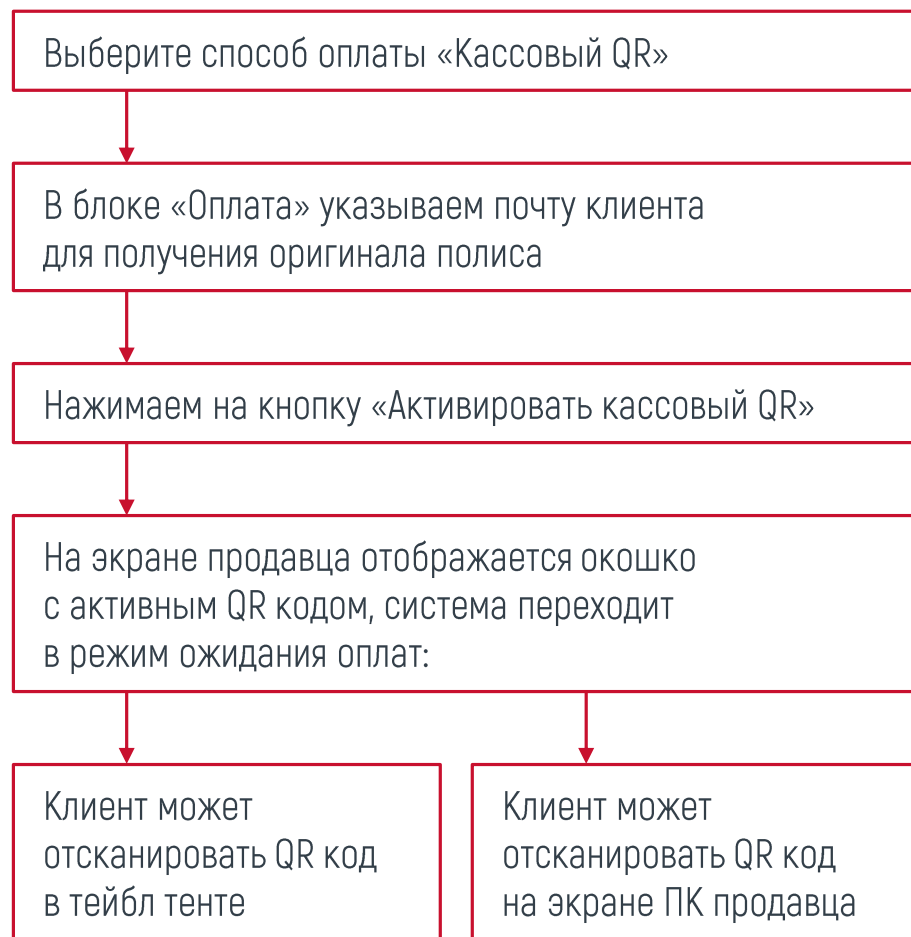 Выберите способ оплаты «Кассовый QR»
В блоке «Оплата» указываем почту клиента
для получения оригинала полиса
Нажимаем на кнопку «Активировать кассовый QR»
На экране продавца отображается окошко
с активным QR кодом, система переходит
в режим ожидания оплат:
Клиент может
отсканировать QR код
в тейбл тенте
Клиент может
отсканировать QR код
на экране ПК продавца